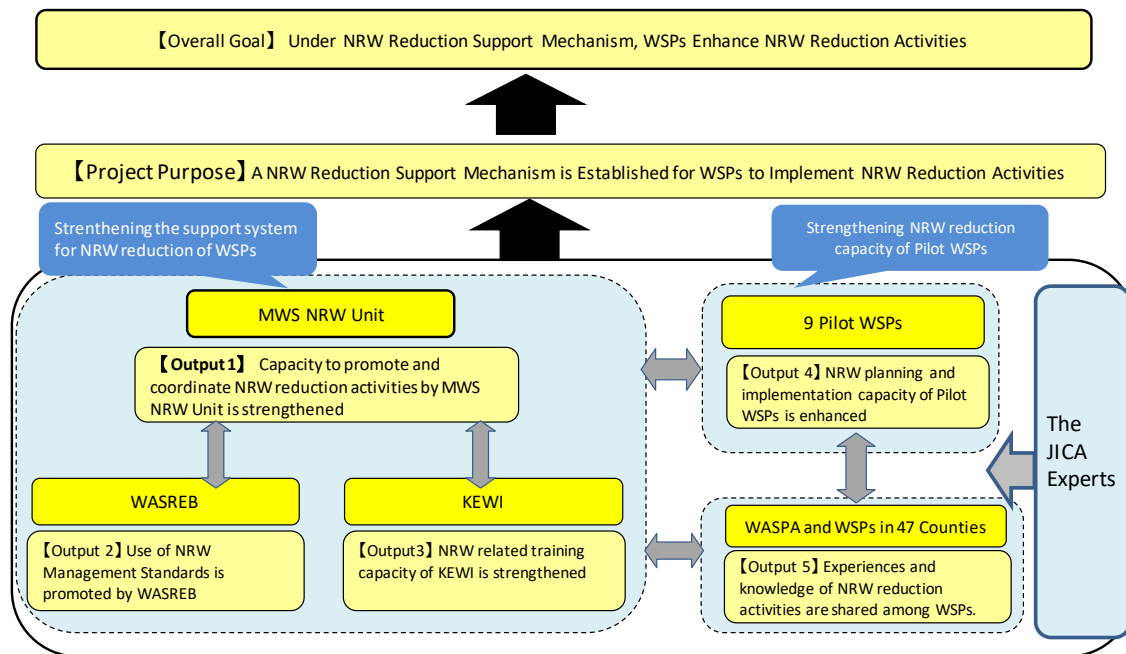 【Overall Goal】 Under NRW Reduction Support Mechanism, WSPs Enhance NRW Reduction Activities
【Project Purpose】A NRW Reduction Support Mechanism is Established for WSPs to Implement NRW Reduction Activities
Strenthening the support system
for NRW reduction of WSPs
Strengthening NRW reduction
capacity of Pilot WSPs
MWS NRW Unit
【Output 1】 Capacity to promote and
coordinate NRW reduction activities by MWS
NRW Unit is strengthened
WASREB
【Output 2】Use of NRW
Management Standards is
promoted by WASREB
KEWI
【Output3】NRW related training
capacity of KEWI is strengthened
9 Pilot WSPs
【Output 4】NRW planning and
implementation capacity of Pilot
WSPs is enhanced
WASPA and WSPs in 47 Counties
【Output 5】Experiences and
knowledge of NRW reduction
activities are shared among WSPs.
The
JICA
Experts